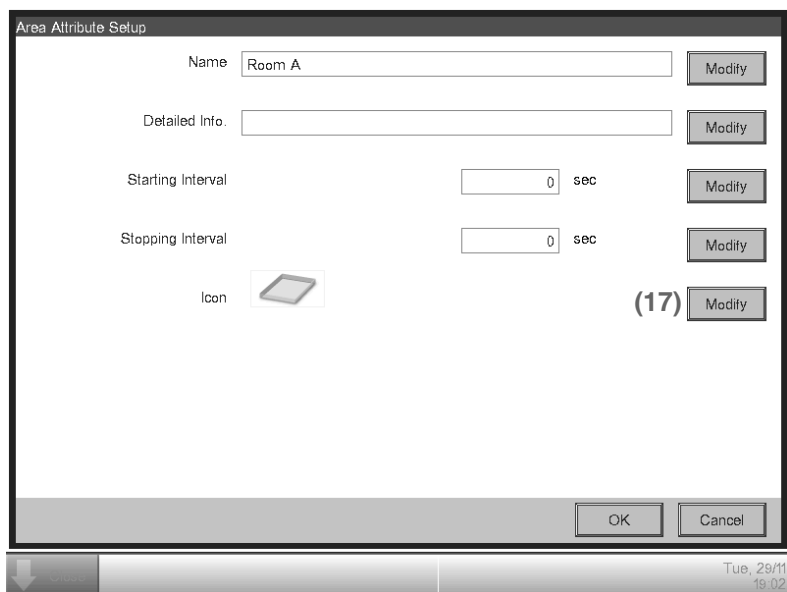 Area Attribute Setup
Name Room A Modify
Detailed Info. Modify
Starting Interval 0 sec Modify
Stopping Interval 0 sec Modify
Icon (17) Modify
OK Cancel
Close Tue, 29/11
19:02